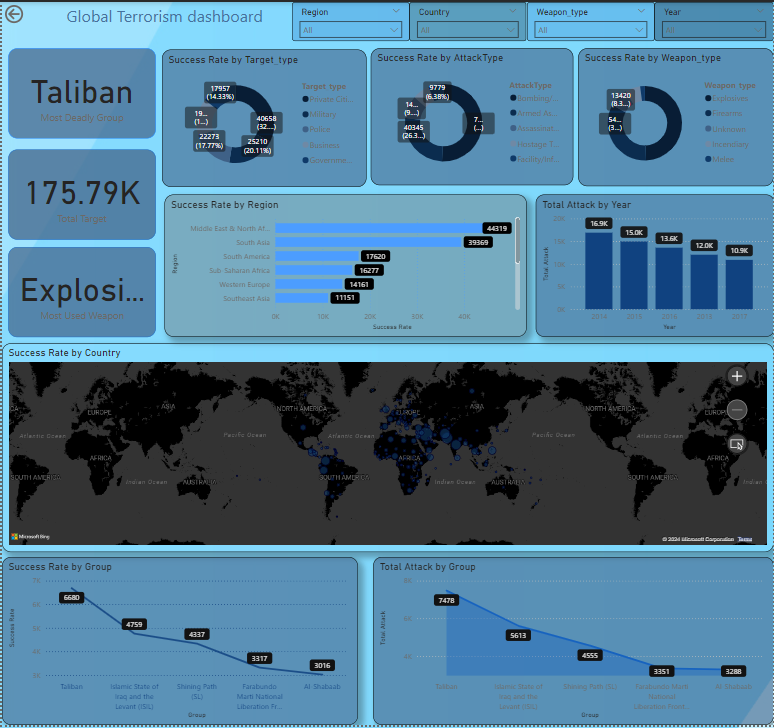 Global Terrorism dashboard
Region
All
Country
All
Weapon_type
All
Year
All
Taliban
Most Deadly Group
175.79K
Total Target
Explosi...
Most Used Weapon
Success Rate by Target_type
17957
(14.33%)
19...
(1...)
22273
(17.77%)
40658
(32....)
25210
(20.11%)
Target_type
Private Citi...
Military
Police
Business
Governme...
Success Rate by AttackType
9779
(6.38%)
14...
(9....)
40345
(26.3...)
7...
(...)
AttackType
Bombing/...
Armed As...
Assassinat...
Hostage T...
Facility/Inf...
Success Rate by Weapon_type
13420
(8.3...)
54...
(3...)
Weapon_type
Explosives
Firearms
Unknown
Incendiary
Melee
Success Rate by Region
Region
Middle East & North Af...
44319
South Asia
39369
South America
17620
Sub-Saharan Africa
16277
Western Europe
14161
Southeast Asia
11151
0K
10K
20K
30K
40K
Success Rate
Total Attack by Year
Total Attack
20K
15K
10K
5K
0K
16.9K
15.0K
13.6K
12.0K
10.9K
2014
2015
2016
2017
Year
Success Rate by Country
CA
EUROPE
ASIA
NORTH AMERICA
EUROPE
ASIA
NORTH AMERICA
EUROP
Atlantic Ocean
Pacific Ocean
Atlantic Ocean
Pacific Ocean
Atlantic Ocean
AFRICA
AFRICA
AFRICA
SOUTH AMERICA
Indian Ocean
AUSTRALIA
SOUTH AMERICA
Indian Ocean
AUSTRALIA
SOUTH AMERICA
Microsoft Bing
© 2024 Microsoft Corporation Terms
Success Rate by Group
Success Rate
7K
6K
5K
4K
3K
6680
4759
4337
3317
3016
Taliban
Islamic State of
Iraq and the
Levant (ISIL)
Shining Path
(SL)
Farabundo
Marti National
Liberation Fr...
Al-Shabaab
Group
Total Attack by Group
Total Attack
8K
6K
4K
7478
5613
4555
3351
3288
Taliban
Islamic State of
Iraq and the
Levant (ISIL)
Shining Path (SL)
Farabundo Marti
National
Liberation Front
Al-Shabaab
Group